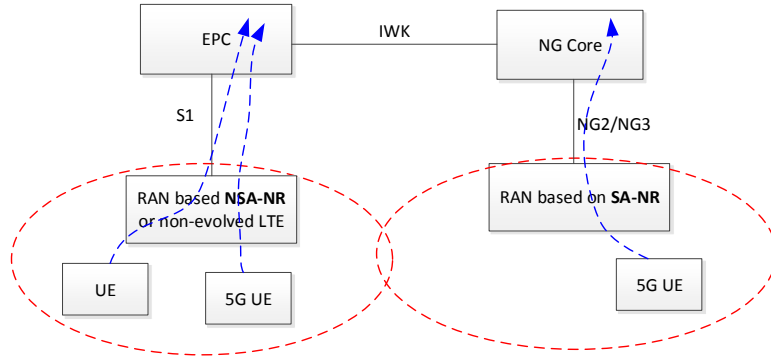 EPC
IWK
NG Core
S1
NG2/NG3
RAN based NSA-NR
or non-evolved LTE
RAN based on SA-NR
UE
5G UE
5G UE